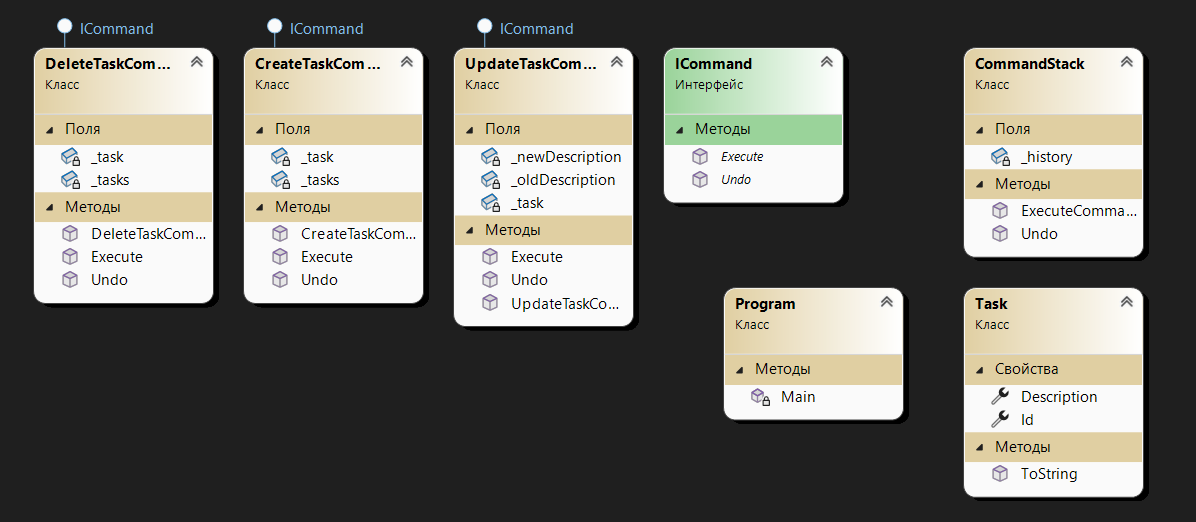 ICommand
DeleteTaskCom...
Класс
Поля
_task
_tasks
Методы
DeleteTaskCom...
Execute
Undo
ICommand
CreateTaskCom ...
Класс
Поля
_task
_tasks
Методы
CreateTaskCom...
Execute
Undo
ICommand
UpdateTaskCom...
Класс
Поля
_newDescription
_oldDescription
_task
Методы
Execute
Undo
UpdateTaskCo...
ICommand
Интерфейс
Методы
Execute
Undo
CommandStack
Класс
Поля
_history
Методы
ExecuteComma...
Undo
Program
Класс
Методы
Main
Task
Класс
Свойства
Description
Id
Методы
ToString